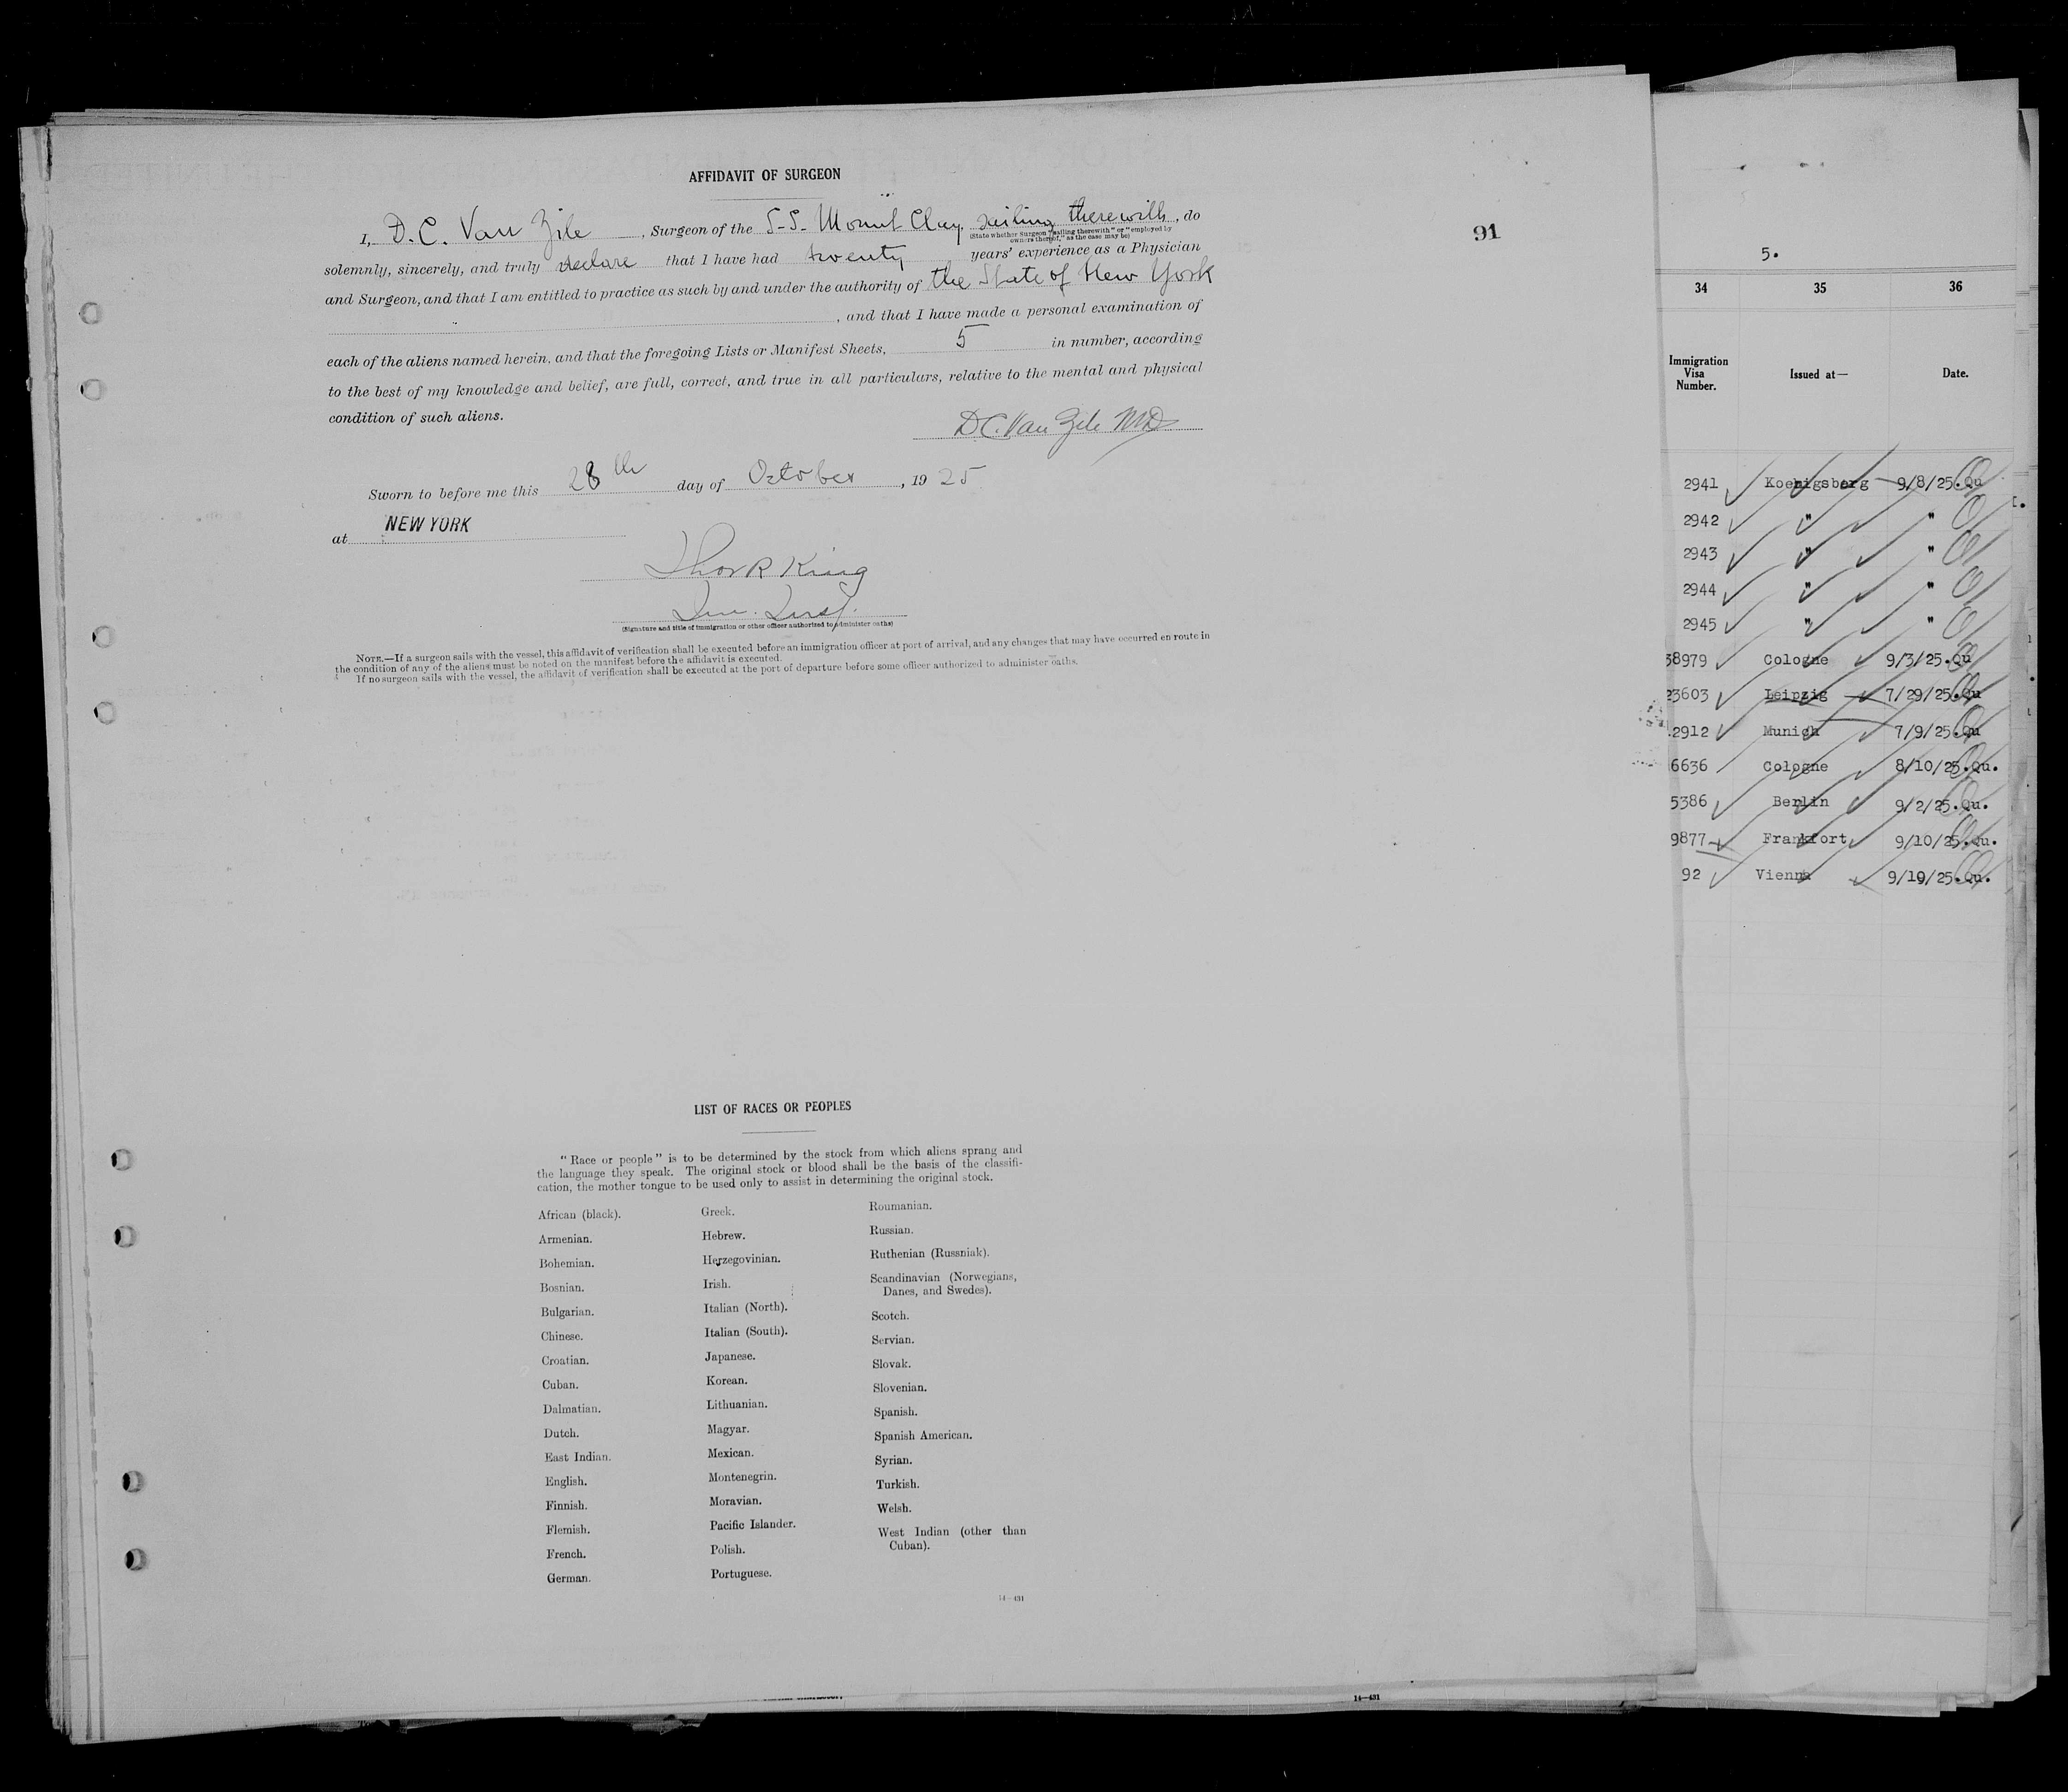 AFFIDAVIT OF SURGEON
I, D. C. Van Zile, Surgeon of the S-S. Mount Clay, sailing therewith, do
(State whether Surgeon "sailing therewith" or "employed by
owners thereof," as the case may be)
solemnly, sincerely, and truly declare that I have had twenty years' experience as a Physician
and Surgeon, and that I am entitled to practice as such by and under the authority of the State of New York
, and that I have made a personal examination of
each of the aliens named herein, and that the foregoing Lists or Manifest Sheets, 5 in number, according
to the best of my knowledge and belief, are full, correct, and true in all particulars, relative to the mental and physical
condition of such aliens.
D.C. Van Zile MD
Sworn to before me this 28th day of October, 1925
at NEW YORK
Thos R King
Imm. Insp.
(Signature and title of immigration or other officer authorized to administer oaths)
NOTE.—If a surgeon sails with the vessel, this affidavit of verification shall be executed before an immigration officer at port of arrival, and any changes that may have occurred en route in
the condition of any of the aliens must be noted on the manifest before the affidavit is executed.
If no surgeon sails with the vessel, the affidavit of verification shall be executed at the port of departure before some officer authorized to administer oaths.
91
LIST OF RACES OR PEOPLES
"Race or people" is to be determined by the stock from which aliens sprang and
the language they speak. The original stock or blood shall be the basis of the classifi-
cation, the mother tongue to be used only to assist in determining the original stock.
African (black).
Armenian.
Bohemian.
Bosnian.
Bulgarian.
Chinese.
Croatian.
Cuban.
Dalmatian.
Dutch.
East Indian.
English.
Finnish.
Flemish.
French.
German.
Greek.
Hebrew.
Herzegovinian.
Irish.
Italian (North).
Italian (South).
Japanese.
Korean.
Lithuanian.
Magyar.
Mexican.
Montenegrin.
Moravian.
Pacific Islander.
Polish.
Portuguese.
Roumanian.
Russian.
Ruthenian (Russniak).
Scandinavian (Norwegians,
Danes, and Swedes).
Scotch.
Servian.
Slovak.
Slovenian.
Spanish.
Spanish American.
Syrian.
Turkish.
Welsh.
West Indian (other than
Cuban).
14—431
14—431
5.
34 35 36
Immigration
Visa
Number.
Issued at—
Date.
2941 Koenigsberg 9/8/25.Qu
2942 " "
2943 " "
2944 " "
2945 " "
38979 Cologne 9/3/25.Qu
23603 Leipzig 7/29/25.Qu
2912 Munich 7/9/25.Qu
6636 Cologne 8/10/25.Qu.
5386 Berlin 9/2/25.Qu.
9877 Frankfort 9/10/25.Qu.
92 Vienna 9/19/25.Qu.